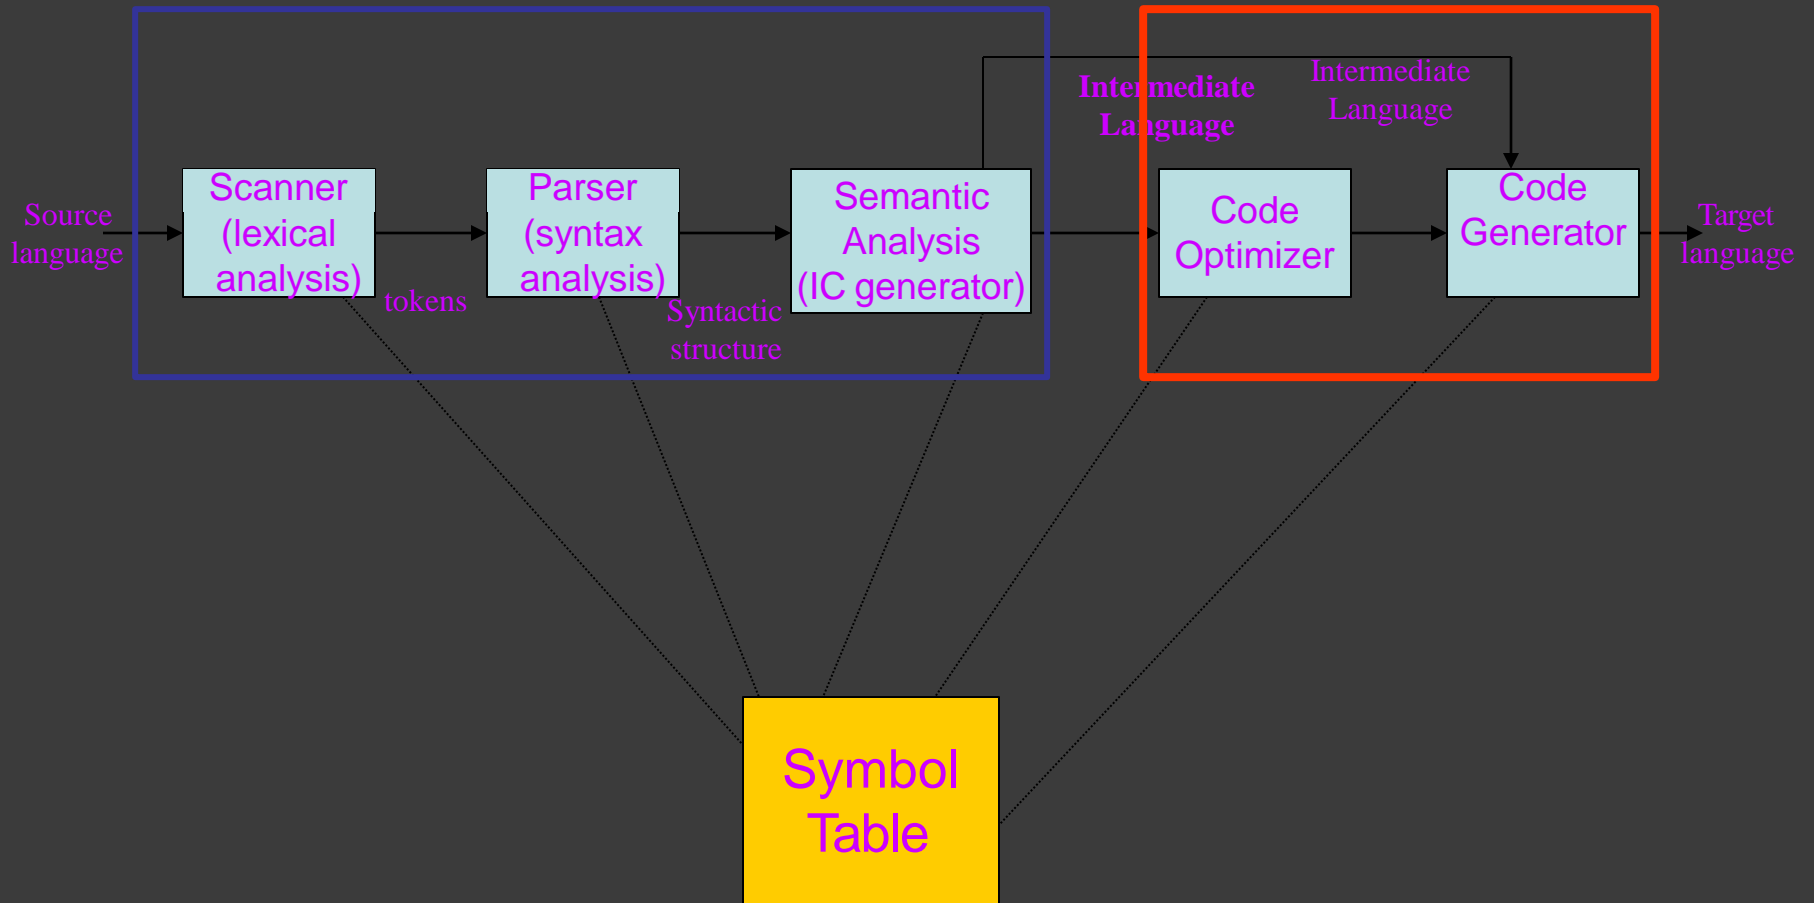 Source
language
Scanner
(lexical
analysis)
tokens
Parser
(syntax
analysis)
Syntactic
structure
Semantic
Analysis
(IC generator)
Intermediate
Language
Intermediate
Language
Code
Optimizer
Code
Generator
Target
language
Symbol
Table